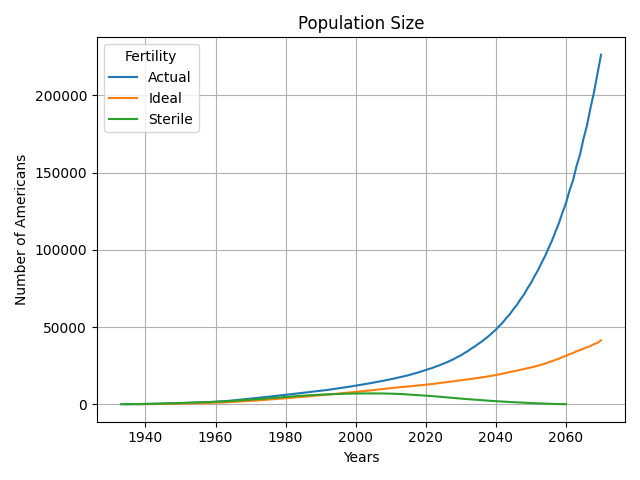 Population Size
Fertility
Actual
Ideal
Sterile
Number of Americans
200000
150000
100000
50000
0
1940 1960 1980 2000 2020 2040 2060
Years